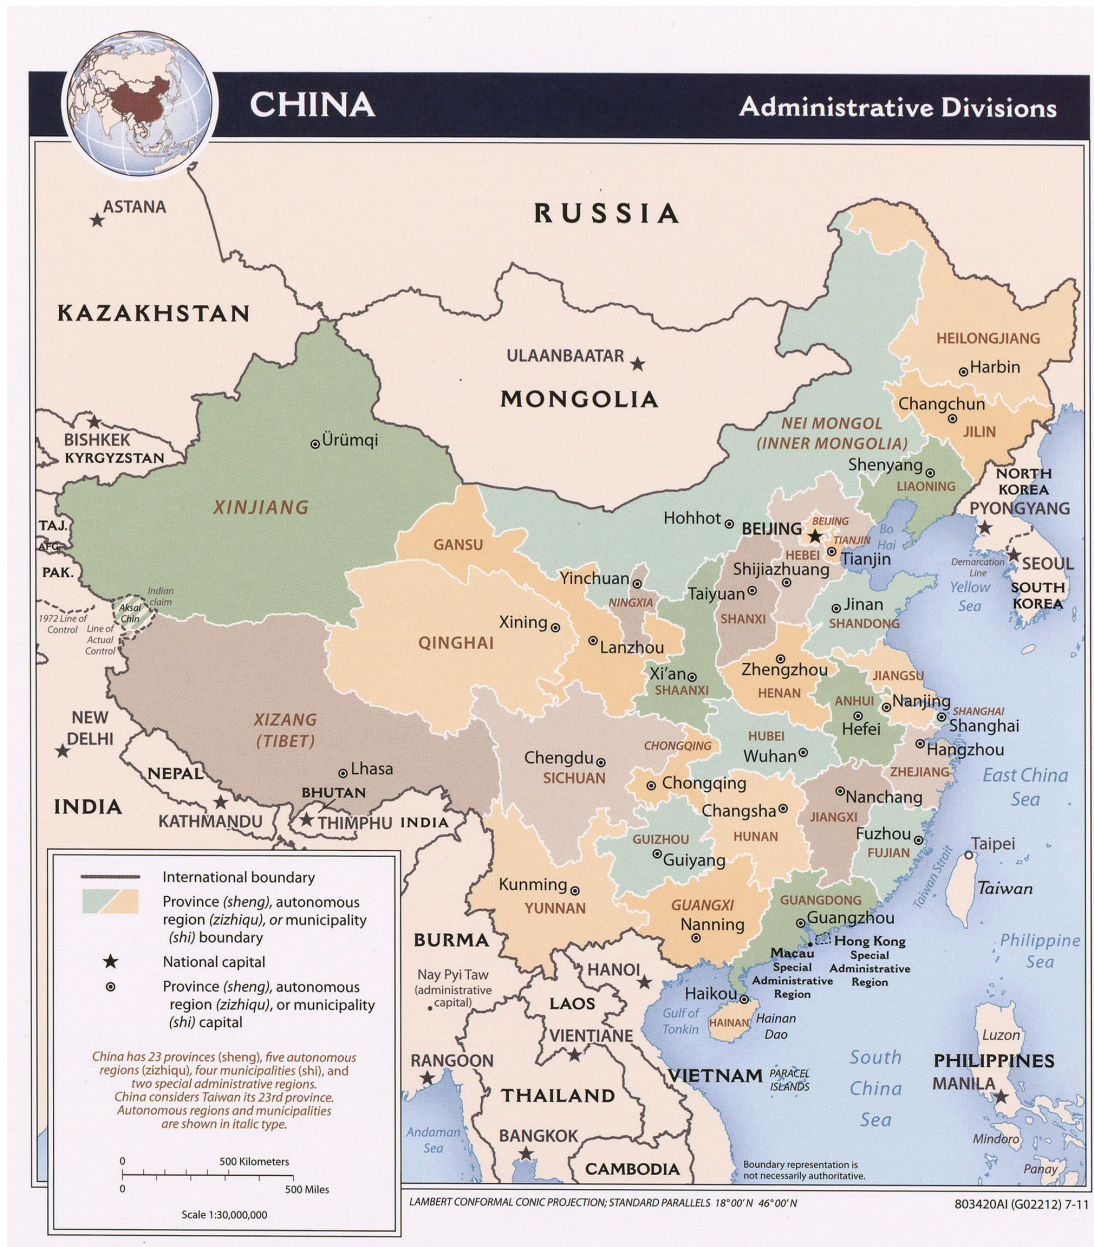 CHINA
Administrative Divisions
ASTANA
RUSSIA
KAZAKHSTAN
ULAANBAATAR
MONGOLIA
HEILONGJIANG
Harbin
Changchun
JILIN
NEI MONGOL
(INNER MONGOLIA)
BISHKEK
KYRGYZSTAN
Ürümqi
Shenyang
LIAONING
NORTH
KOREA
PYONGYANG
XINJIANG
TAJ.
AFG.
PAK.
GANSU
Hohhot
BEIJING
BEIJING
TIANJIN
Tianjin
Bo
Hai
HEBEI
Shijiazhuang
Demarcation
Line
SEOUL
SOUTH
KOREA
Yellow
Sea
Indian
claim
Aksai
Chin
1972 Line of
Control
Line of
Actual
Control
Yinchuan
NINGXIA
Taiyuan
SHANXI
Jinan
SHANDONG
QINGHAI
Xining
Lanzhou
Xi'an
SHAANXI
Zhengzhou
HENAN
JIANGSU
ANHUI
Nanjing
Hefei
SHANGHAI
Shanghai
NEW
DELHI
XIZANG
(TIBET)
Lhasa
Chengdu
SICHUAN
CHONGQING
Chongqing
HUBEI
Wuhan
Hangzhou
ZHEJIANG
East China
Sea
NEPAL
BHUTAN
INDIA
KATHMANDU
THIMPHU
INDIA
Changsha
HUNAN
Nanchang
JIANGXI
GUIZHOU
Guiyang
Fuzhou
FUJIAN
Taipei
Taiwan Strait
Taiwan
Kunming
YUNNAN
GUANGXI
Nanning
GUANGDONG
Guangzhou
Macau
Special
Administrative
Region
Hong Kong
Special
Administrative
Region
Philippine
Sea
BURMA
Nay Pyi Taw
(administrative
capital)
HANOI
LAOS
Haikou
Gulf of
Tonkin
HAINAN
Hainan
Dao
VIENTIANE
RANGOON
VIETNAM
PARACEL
ISLANDS
South
China
Sea
Luzon
PHILIPPINES
MANILA
THAILAND
BANGKOK
Andaman
Sea
CAMBODIA
Mindoro
Panay
International boundary
Province (sheng), autonomous
region (zizhiqu), or municipality
(shi) boundary
National capital
Province (sheng), autonomous
region (zizhiqu), or municipality
(shi) capital
China has 23 provinces (sheng), five autonomous
regions (zizhiqu), four municipalities (shi), and
two special administrative regions.
China considers Taiwan its 23rd province.
Autonomous regions and municipalities
are shown in italic type.
0 500 Kilometers
0 500 Miles
Scale 1:30,000,000
Boundary representation is
not necessarily authoritative.
LAMBERT CONFORMAL CONIC PROJECTION; STANDARD PARALLELS 18°00'N 46°00'N
803420AI (G02212) 7-11